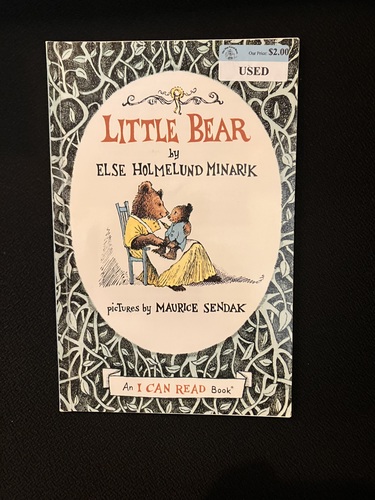 Our Price: $2.00
USED
LITTLE BEAR
by
ELSE HOLMELUND MINARIK
pictures by MAURICE SENDAK
An I CAN READ Book®